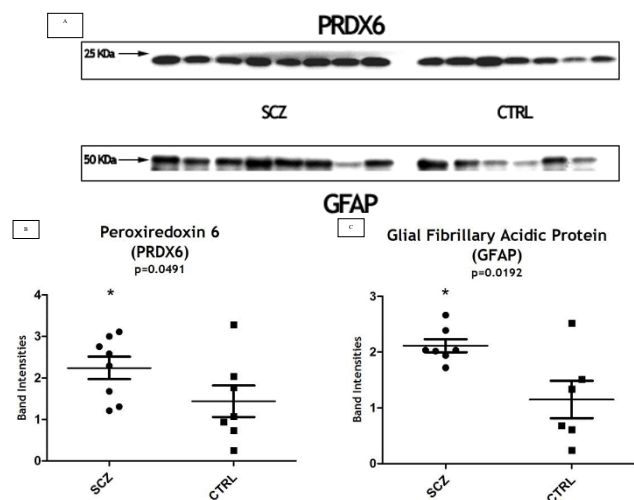 A
PRDX6
25 KDa
SCZ
CTRL
50 KDa
GFAP
B
Peroxiredoxin 6
(PRDX6)
p=0.0491
*
Band Intensities
4
3
2
1
0
SCZ
CTRL
C
Glial Fibrillary Acidic Protein
(GFAP)
p=0.0192
*
Band Intensities
3
2
1
0
SCZ
CTRL